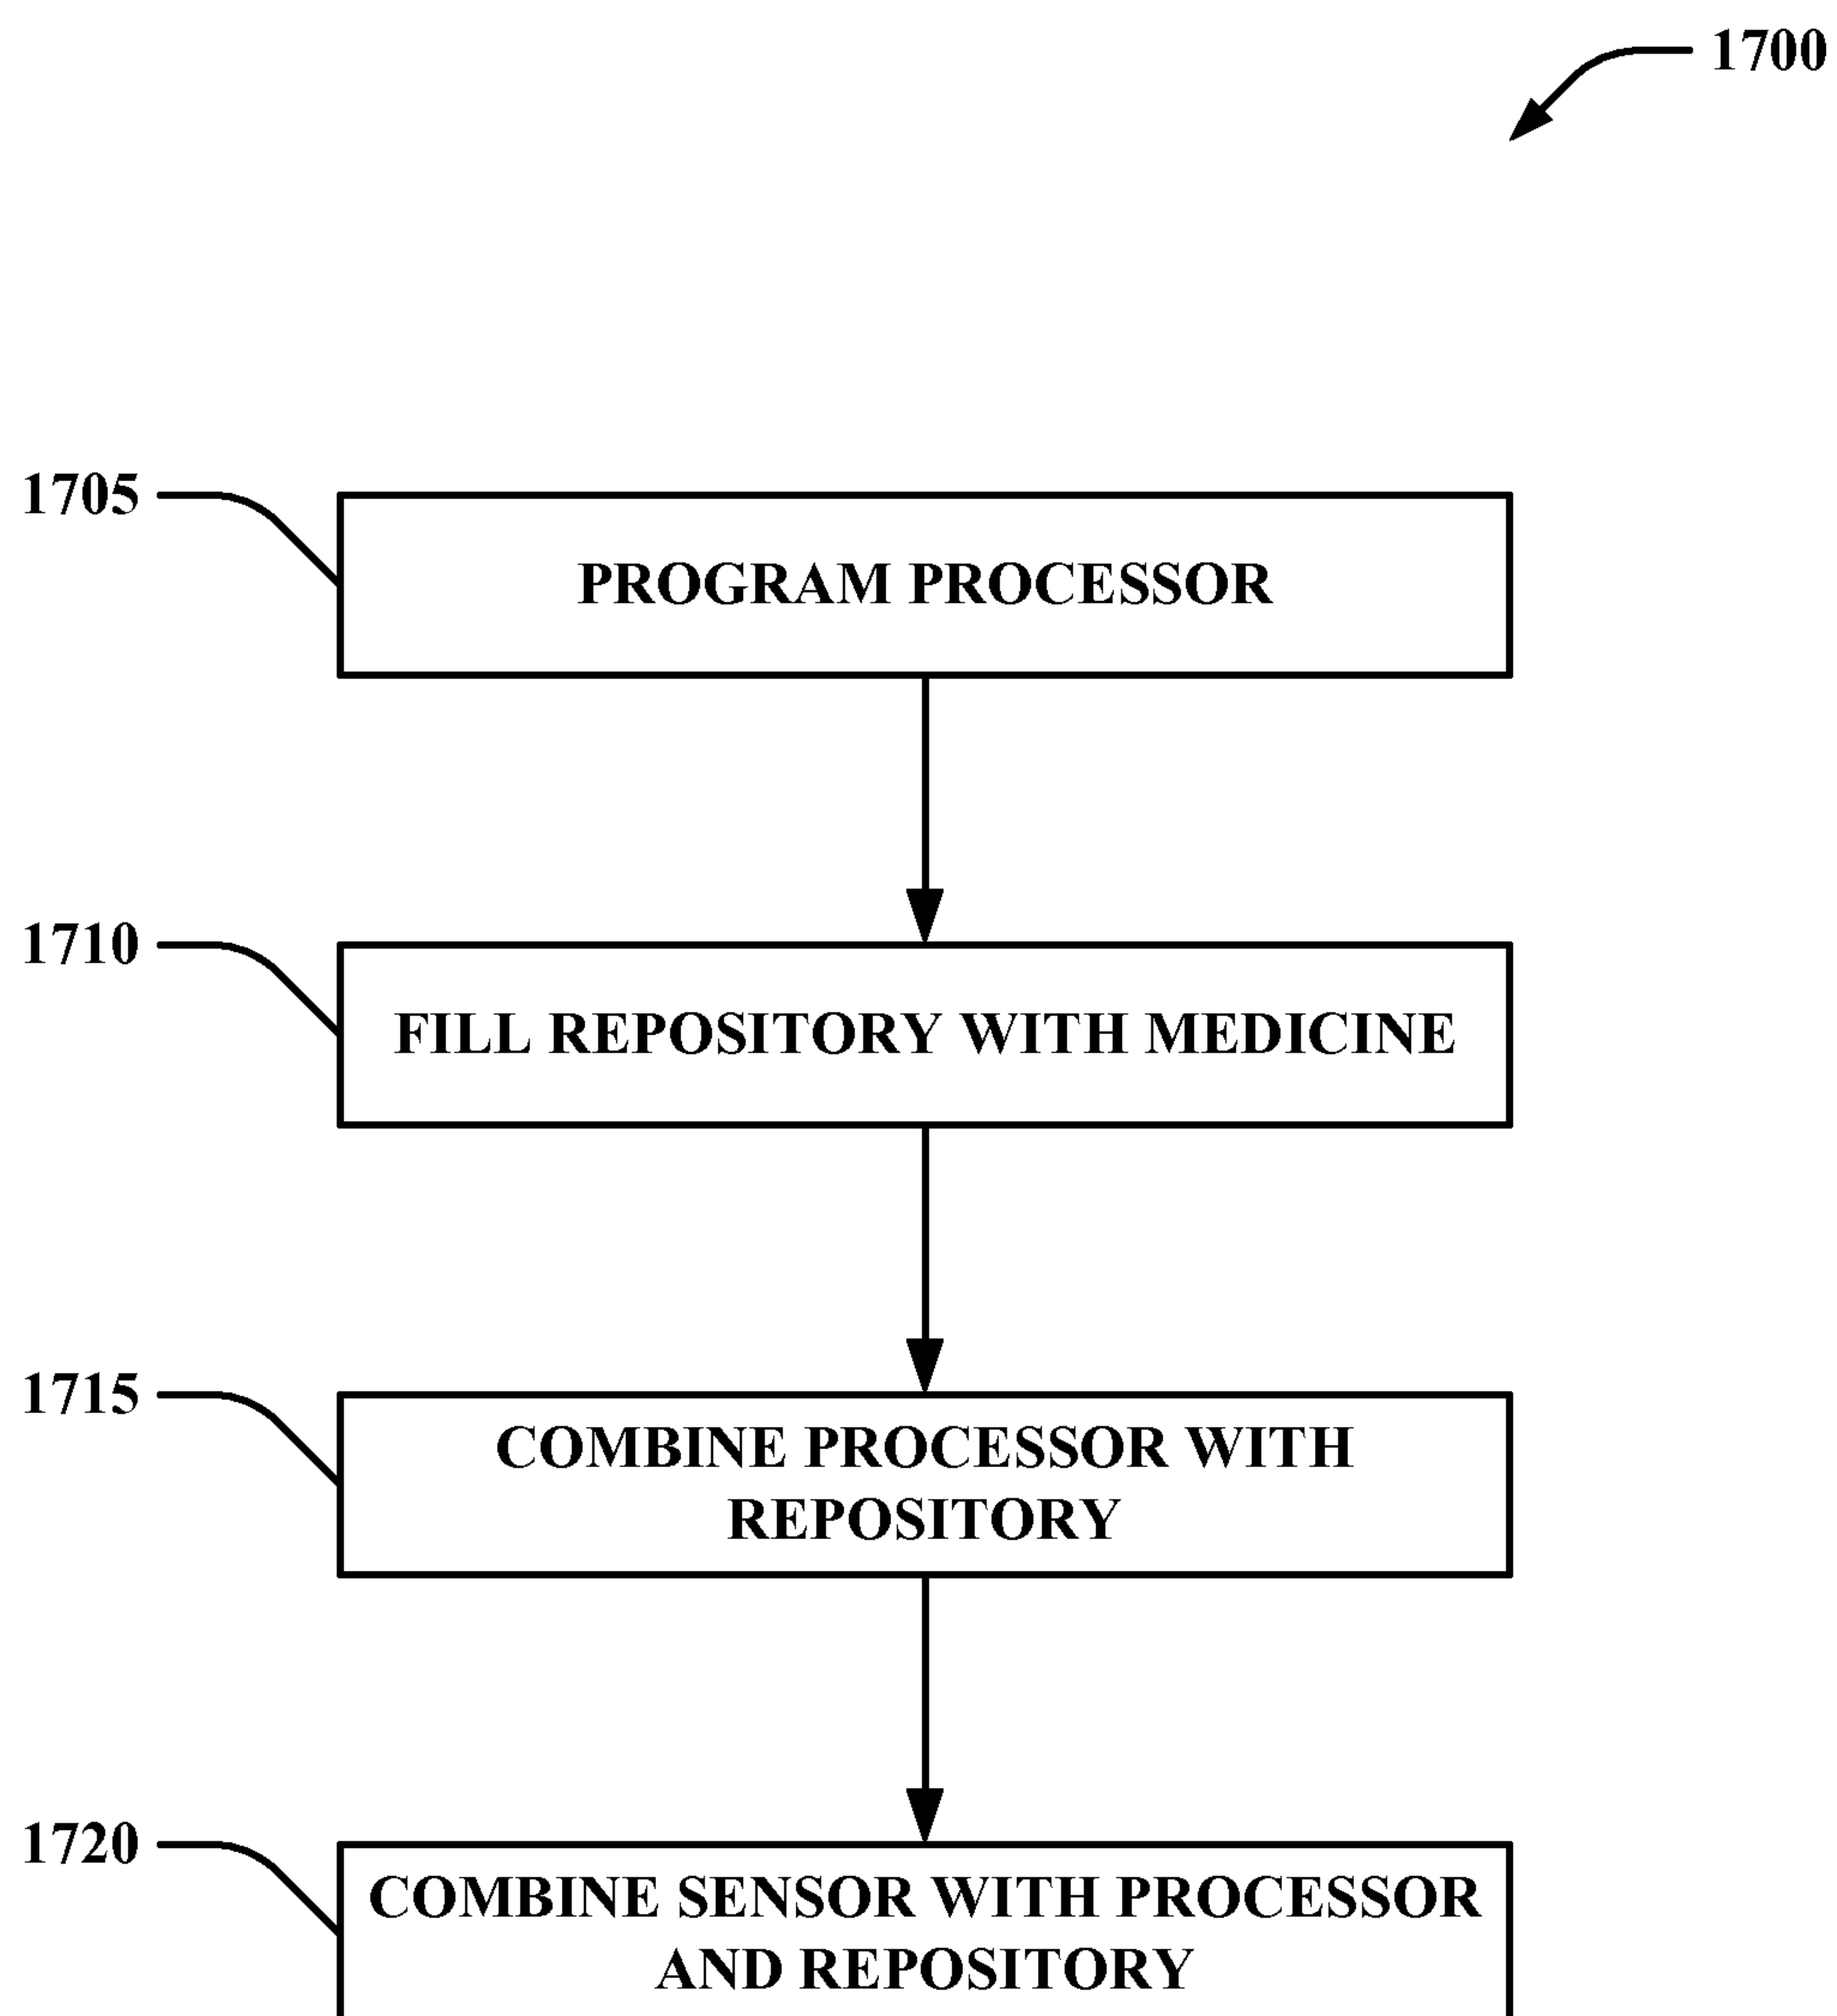 1700
1705
PROGRAM PROCESSOR
1710
FILL REPOSITORY WITH MEDICINE
1715
COMBINE PROCESSOR WITH
REPOSITORY
1720
COMBINE SENSOR WITH PROCESSOR
AND REPOSITORY